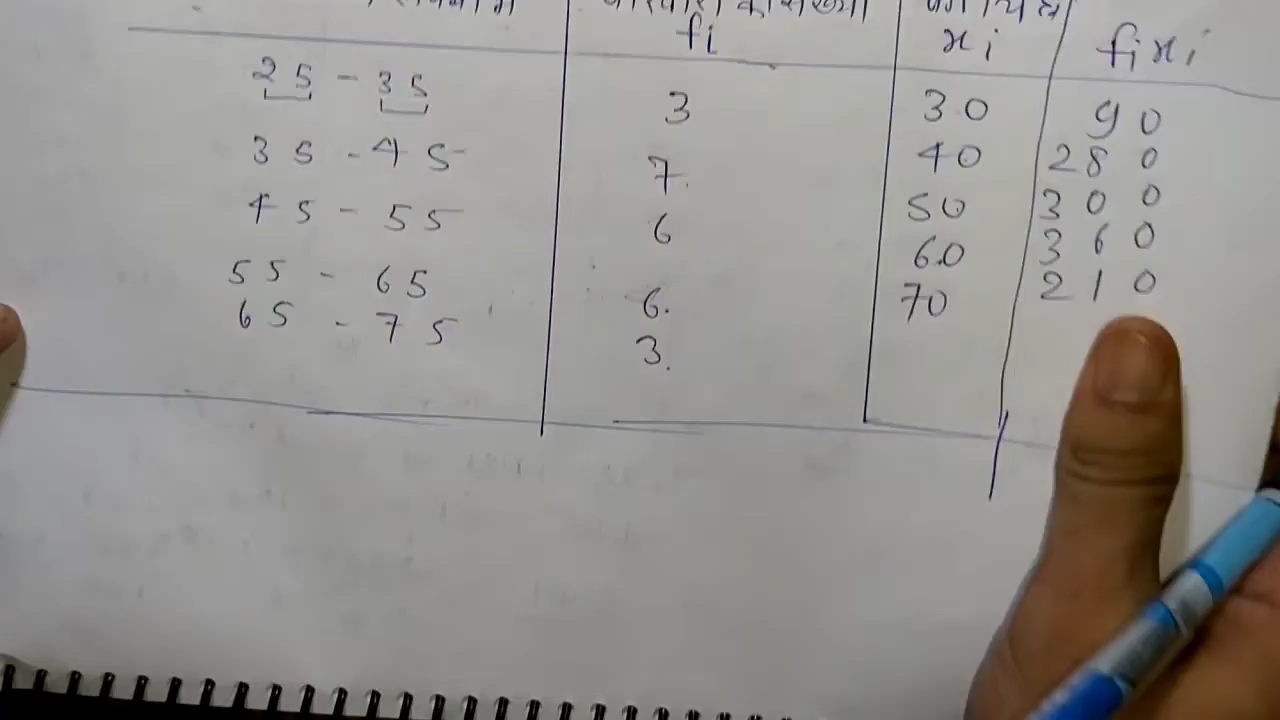 fi xi fixi
25 - 35 3 30 90
35 - 45 7. 40 280
45 - 55 6 50 300
55 - 65 6. 60 360
65 - 75 3. 70 210